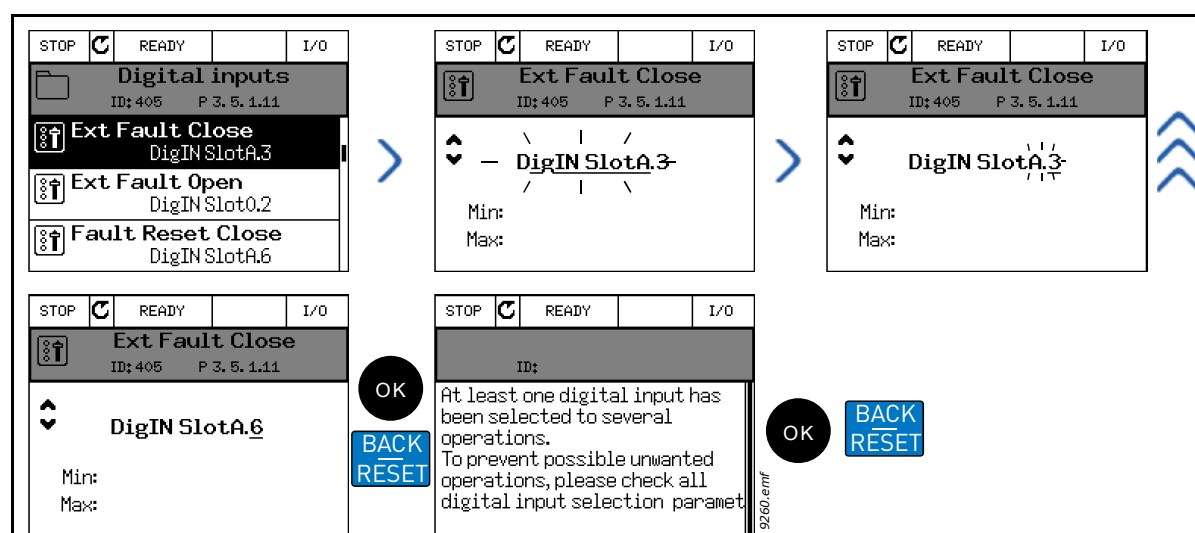 STOP READY I/O
Digital inputs
ID: 405 P 3. 5. 1.11
Ext Fault Close
DigIN SlotA.3
Ext Fault Open
DigIN Slot0.2
Fault Reset Close
DigIN SlotA.6
STOP READY I/O
Ext Fault Close
ID: 405 P 3. 5. 1.11
DigIN SlotA.3
Min:
Max:
STOP READY I/O
Ext Fault Close
ID: 405 P 3. 5. 1.11
DigIN SlotA.3
Min:
Max:
STOP READY I/O
Ext Fault Close
ID: 405 P 3. 5. 1.11
DigIN SlotA.6
Min:
Max:
OK
BACK
RESET
STOP READY I/O
ID:
At least one digital input has
been selected to several
operations.
To prevent possible unwanted
operations, please check all
digital input selection paramet
OK
BACK
RESET
9260.emf